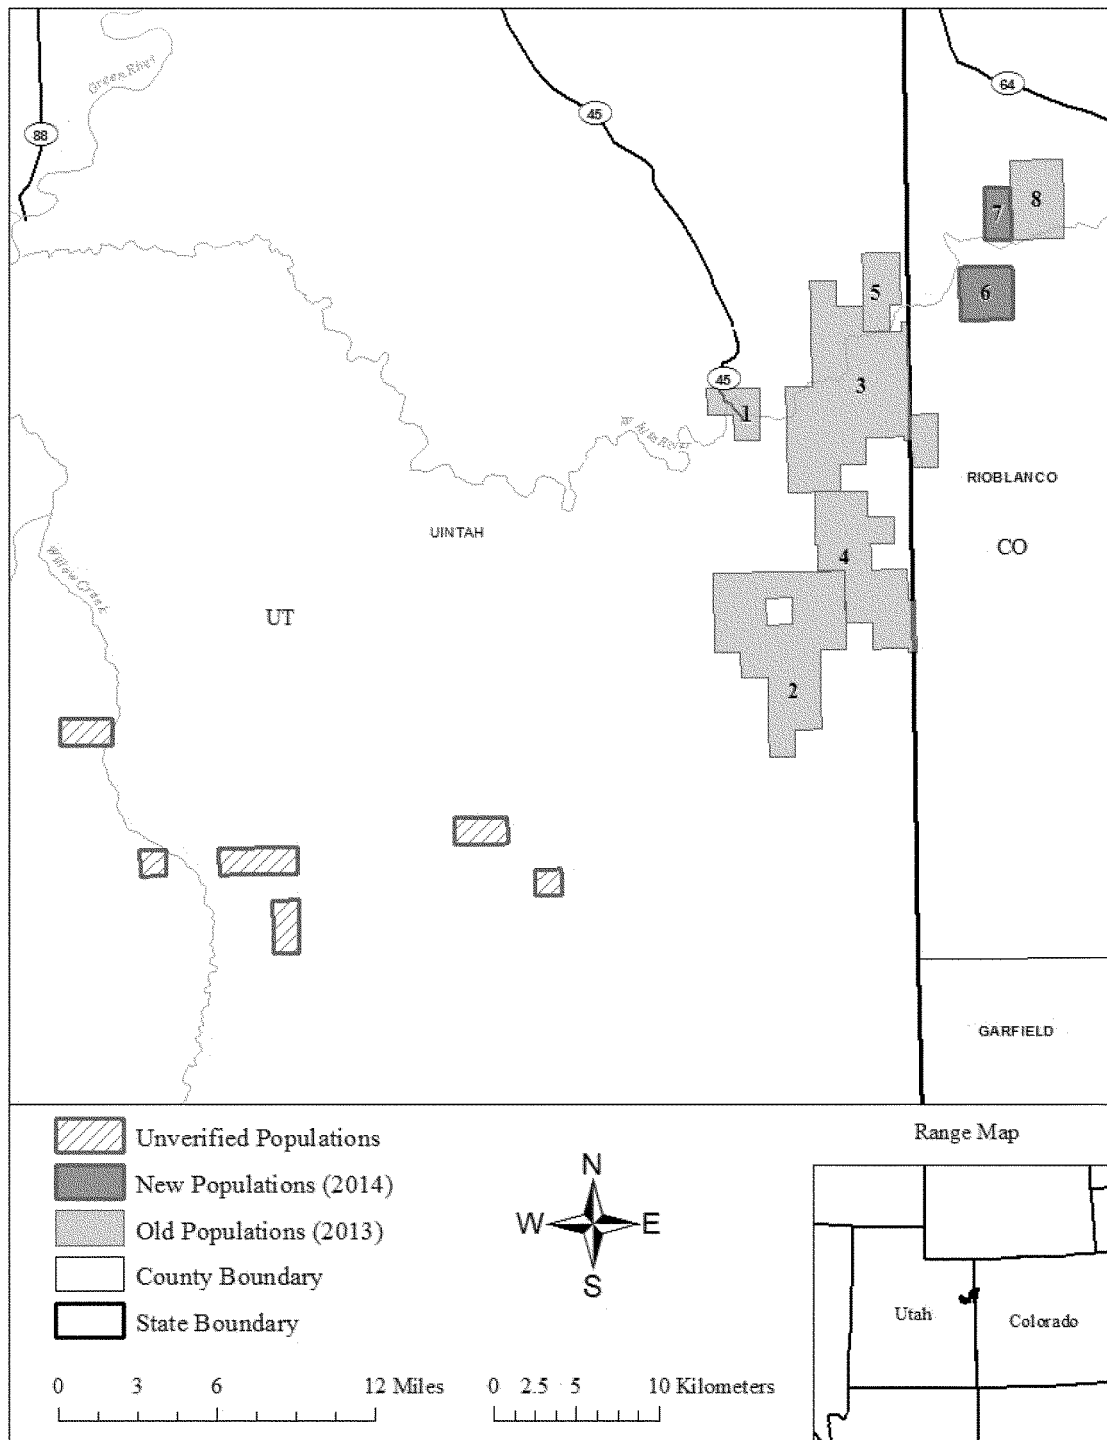 Green River
88
45
64
7
8
5
6
3
45
1
White River
RIOBLANCO
UINTAH
CO
4
Willow Creek
UT
2
GARFIELD
Unverified Populations
New Populations (2014)
Old Populations (2013)
County Boundary
State Boundary
N
W E
S
Range Map
Utah
Colorado
0 3 6 12 Miles
0 2.5 5 10 Kilometers